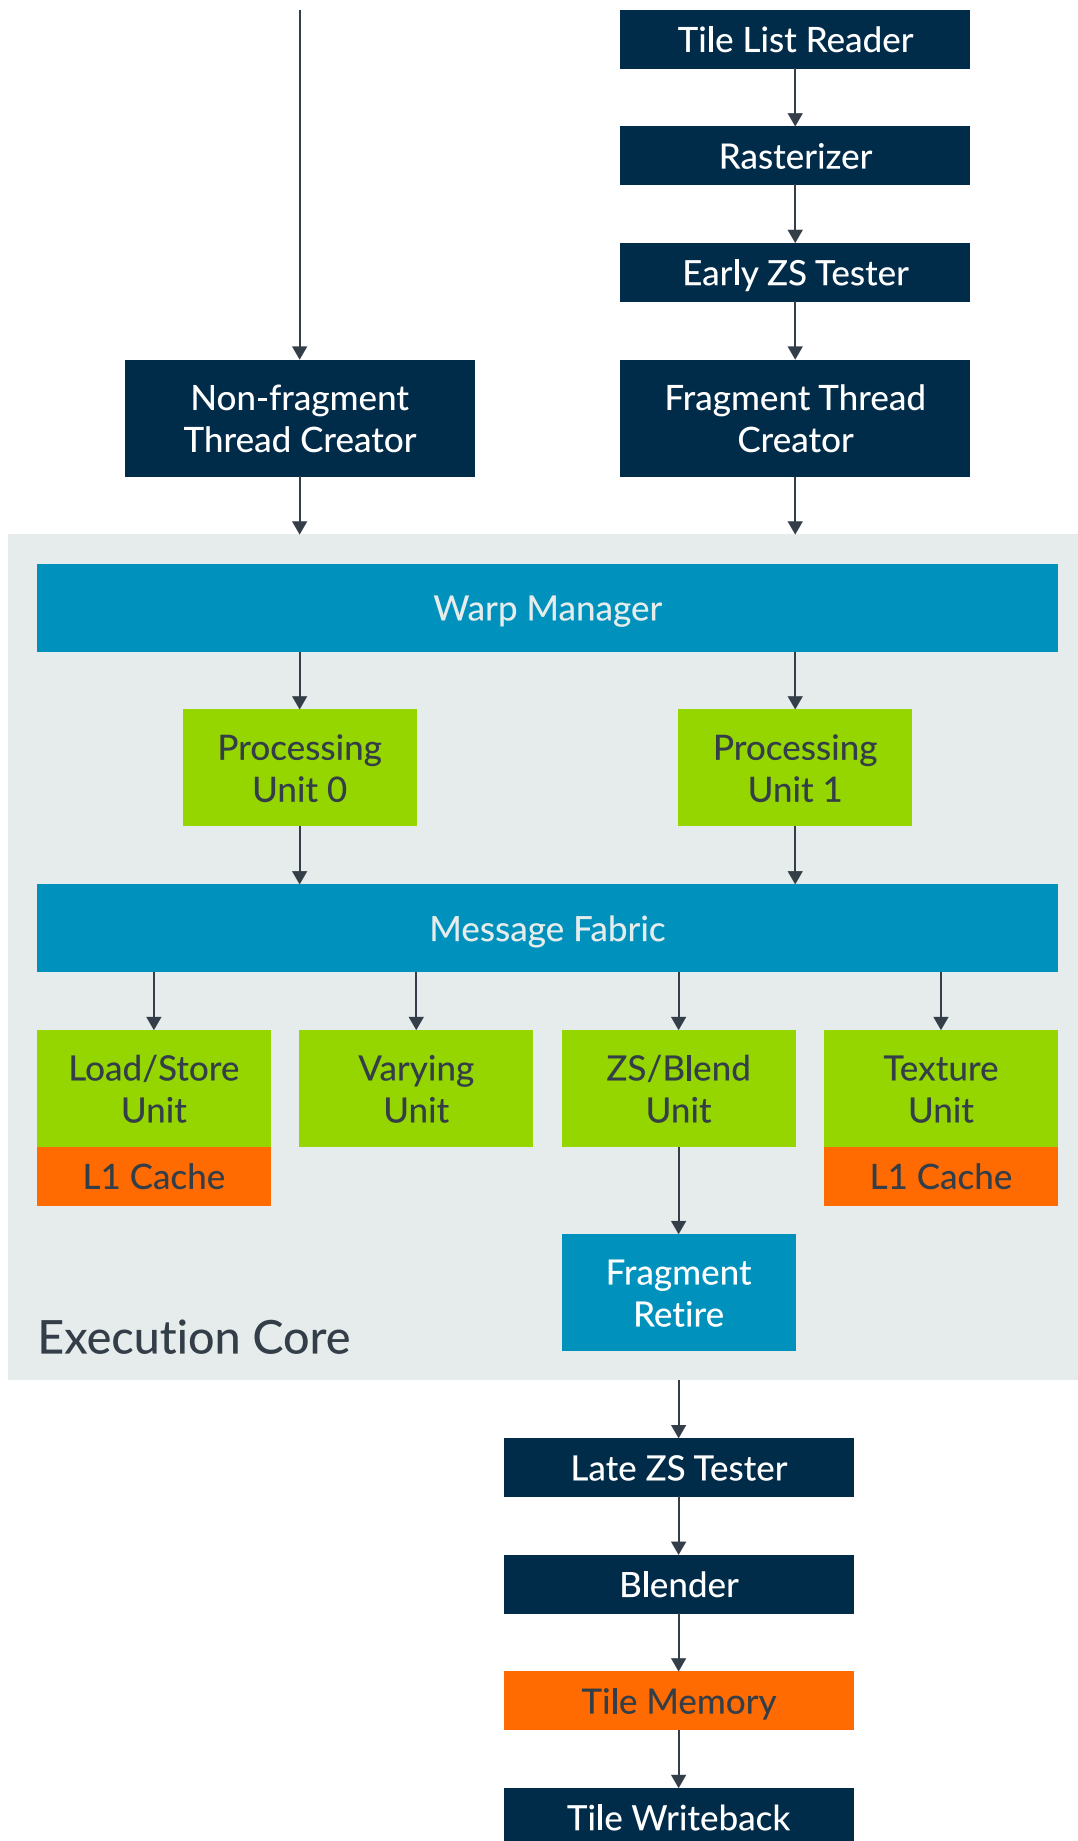 Tile List Reader
Rasterizer
Early ZS Tester
Non-fragment
Thread Creator
Fragment Thread
Creator
Warp Manager
Processing
Unit 0
Processing
Unit 1
Message Fabric
Load/Store
Unit
L1 Cache
Varying
Unit
ZS/Blend
Unit
Texture
Unit
L1 Cache
Fragment
Retire
Execution Core
Late ZS Tester
Blender
Tile Memory
Tile Writeback